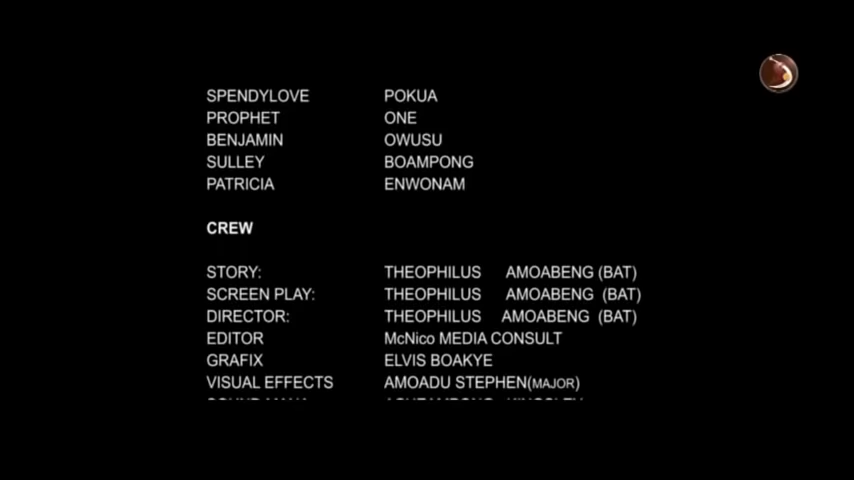 SPENDYLOVE POKUA
PROPHET ONE
BENJAMIN OWUSU
SULLEY BOAMPONG
PATRICIA ENWONAM
CREW
STORY: THEOPHILUS AMOABENG (BAT)
SCREEN PLAY: THEOPHILUS AMOABENG (BAT)
DIRECTOR: THEOPHILUS AMOABENG (BAT)
EDITOR McNico MEDIA CONSULT
GRAFIX ELVIS BOAKYE
VISUAL EFFECTS AMOADU STEPHEN(MAJOR)